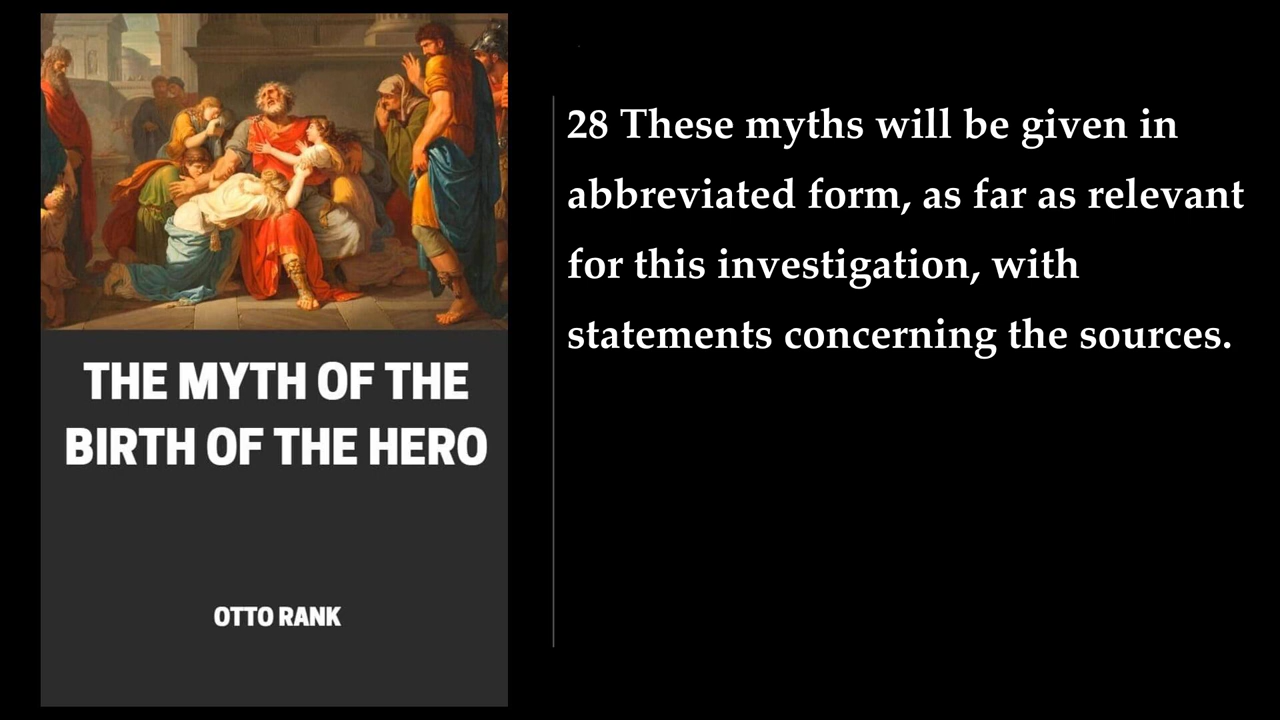 THE MYTH OF THE
BIRTH OF THE HERO
OTTO RANK
28 These myths will be given in
abbreviated form, as far as relevant
for this investigation, with
statements concerning the sources.